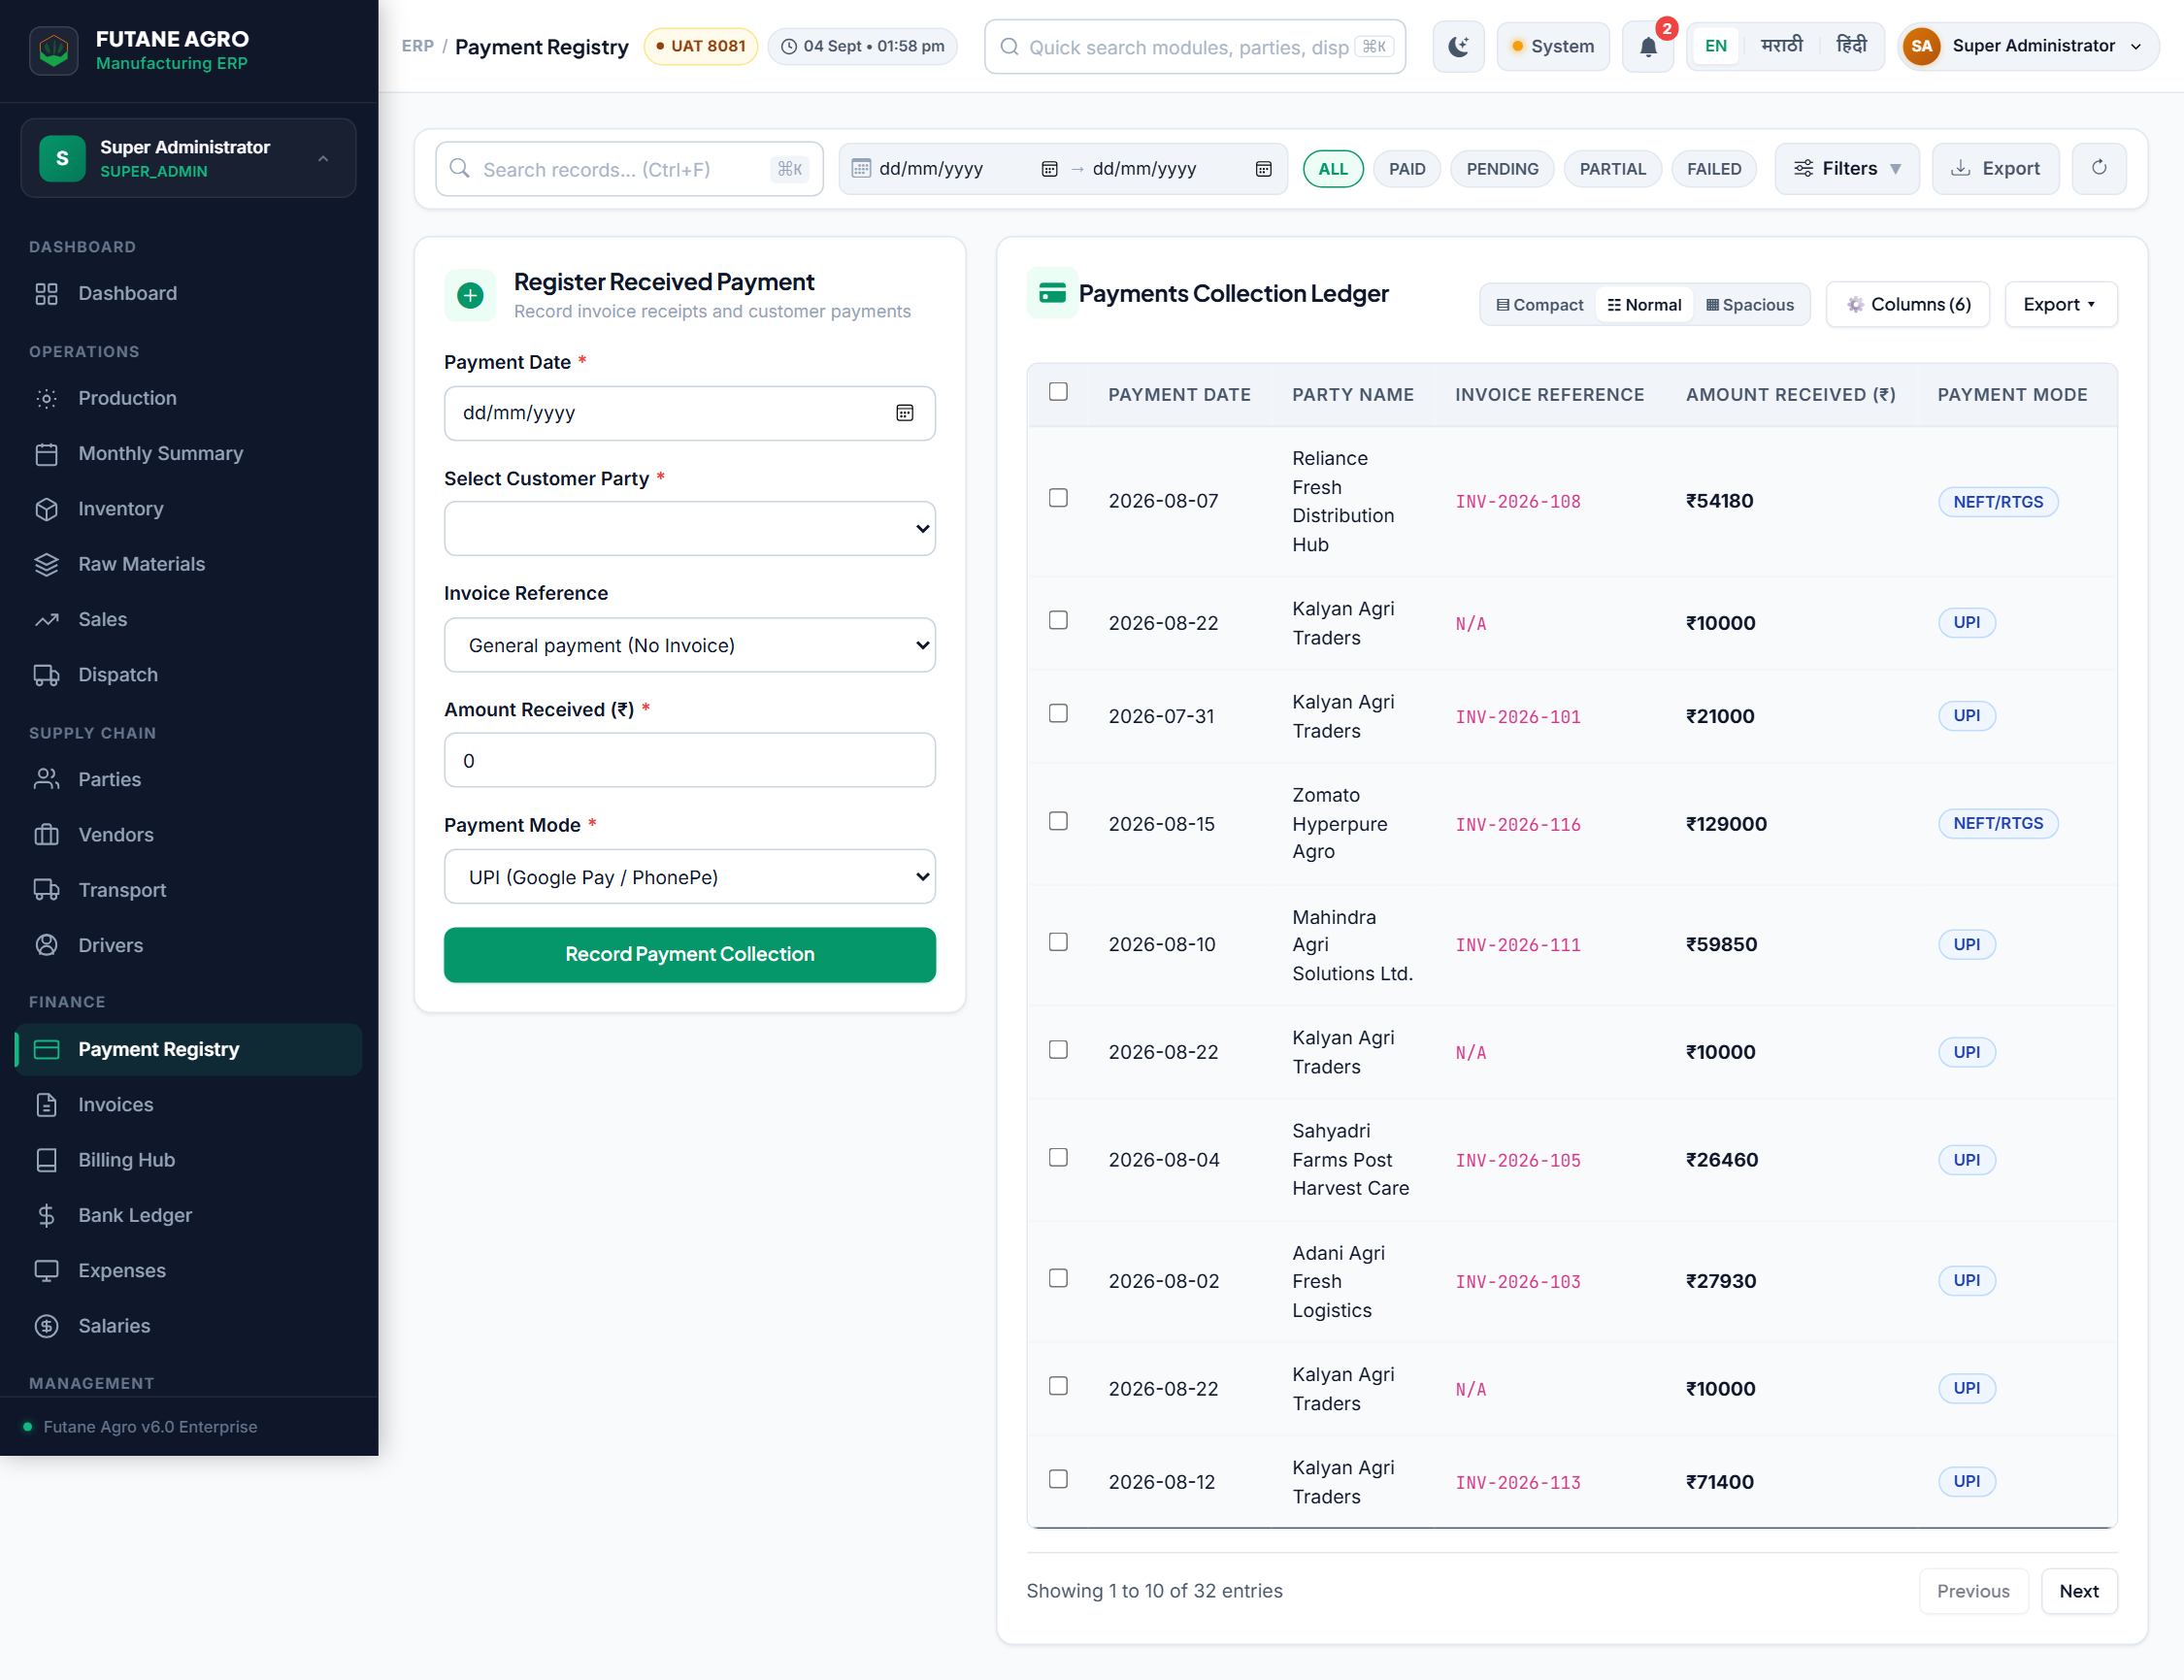 FUTANE AGRO
Manufacturing ERP
S
Super Administrator
SUPER_ADMIN
DASHBOARD
Dashboard
OPERATIONS
Production
Monthly Summary
Inventory
Raw Materials
Sales
Dispatch
SUPPLY CHAIN
Parties
Vendors
Transport
Drivers
FINANCE
Payment Registry
Invoices
Billing Hub
Bank Ledger
Expenses
Salaries
MANAGEMENT
Futane Agro v6.0 Enterprise
ERP / Payment Registry
UAT 8081
04 Sept • 01:58 pm
Quick search modules, parties, disp ⌘K
System
2
EN मराठी हिंदी
SA Super Administrator
Search records... (Ctrl+F) ⌘K
dd/mm/yyyy → dd/mm/yyyy
ALL PAID PENDING PARTIAL FAILED
Filters ▼
Export
Register Received Payment
Record invoice receipts and customer payments
Payment Date *
dd/mm/yyyy
Select Customer Party *
Invoice Reference
General payment (No Invoice)
Amount Received (₹) *
0
Payment Mode *
UPI (Google Pay / PhonePe)
Record Payment Collection
Payments Collection Ledger
Compact Normal Spacious
Columns (6)
Export ▾
PAYMENT DATE PARTY NAME INVOICE REFERENCE AMOUNT RECEIVED (₹) PAYMENT MODE
2026-08-07 Reliance Fresh Distribution Hub INV-2026-108 ₹54180 NEFT/RTGS
2026-08-22 Kalyan Agri Traders N/A ₹10000 UPI
2026-07-31 Kalyan Agri Traders INV-2026-101 ₹21000 UPI
2026-08-15 Zomato Hyperpure Agro INV-2026-116 ₹129000 NEFT/RTGS
2026-08-10 Mahindra Agri Solutions Ltd. INV-2026-111 ₹59850 UPI
2026-08-22 Kalyan Agri Traders N/A ₹10000 UPI
2026-08-04 Sahyadri Farms Post Harvest Care INV-2026-105 ₹26460 UPI
2026-08-02 Adani Agri Fresh Logistics INV-2026-103 ₹27930 UPI
2026-08-22 Kalyan Agri Traders N/A ₹10000 UPI
2026-08-12 Kalyan Agri Traders INV-2026-113 ₹71400 UPI
Showing 1 to 10 of 32 entries
Previous Next